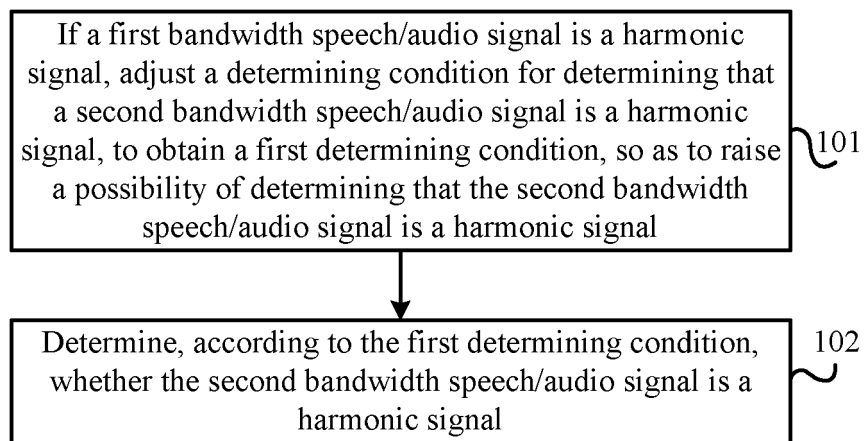 If a first bandwidth speech/audio signal is a harmonic
signal, adjust a determining condition for determining that
a second bandwidth speech/audio signal is a harmonic
signal, to obtain a first determining condition, so as to raise
a possibility of determining that the second bandwidth
speech/audio signal is a harmonic signal
101
Determine, according to the first determining condition,
whether the second bandwidth speech/audio signal is a
harmonic signal
102